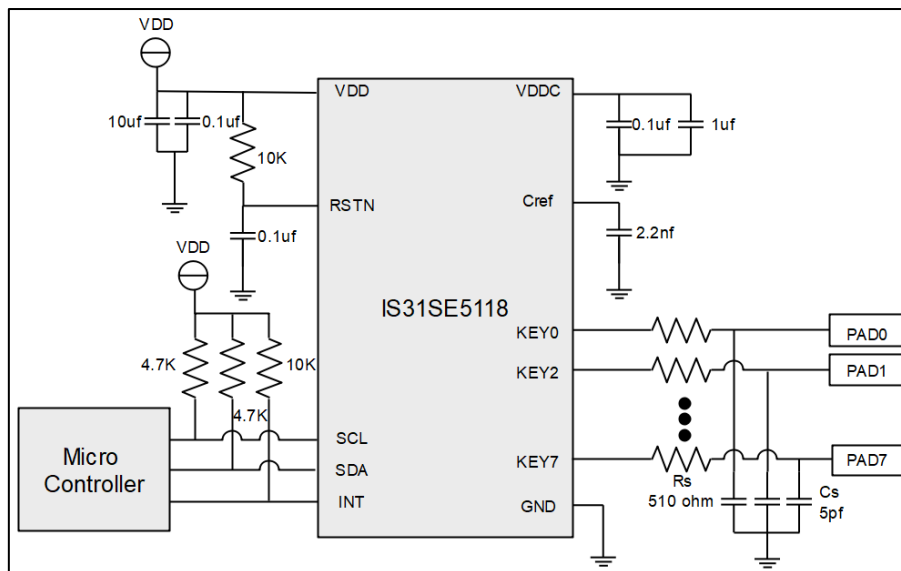 VDD
10uf
0.1uf
10K
VDD
RSTN
0.1uf
VDD
4.7K
10K
4.7K
Micro
Controller
SCL
SDA
INT
IS31SE5118
VDDC
0.1uf
1uf
Cref
2.2nf
KEY0
PAD0
KEY2
PAD1
KEY7
PAD7
Rs
510 ohm
Cs
5pf
GND